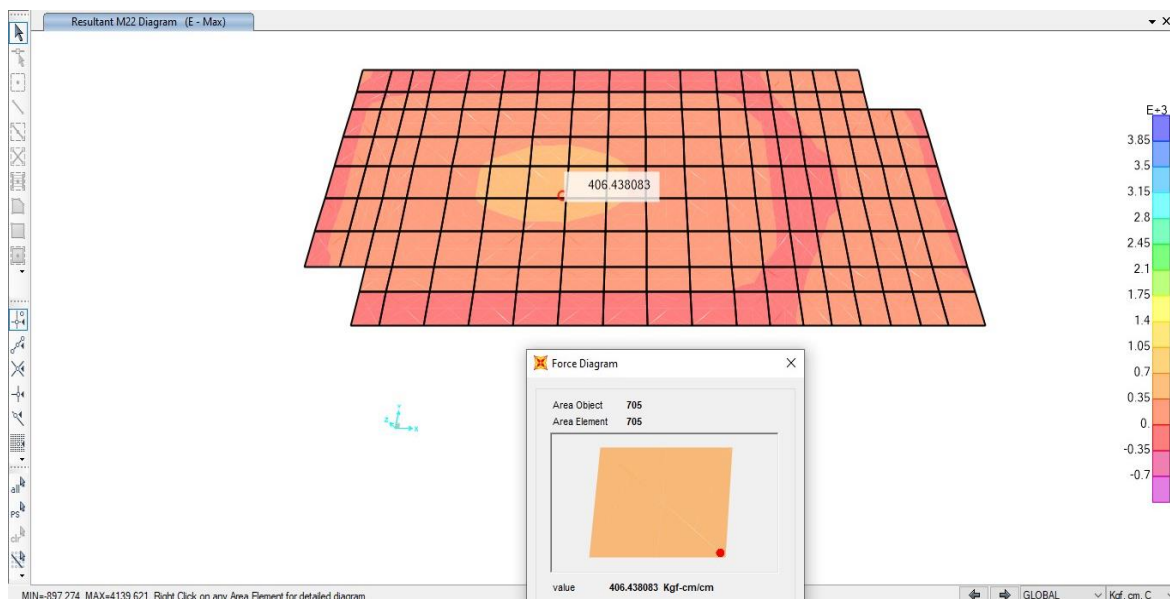 Resultant M22 Diagram (E - Max)
E+3
3.85
3.5
3.15
2.8
2.45
2.1
1.75
1.4
1.05
0.7
0.35
0.
-0.35
-0.7
406.438083
Force Diagram
Area Object 705
Area Element 705
value 406.438083 Kgf-cm/cm
all
PS
clr
Y
Z
X
MIN=-897.274, MAX=4139.621, Right Click on any Area Element for detailed diagram
GLOBAL
Kgf, cm, C